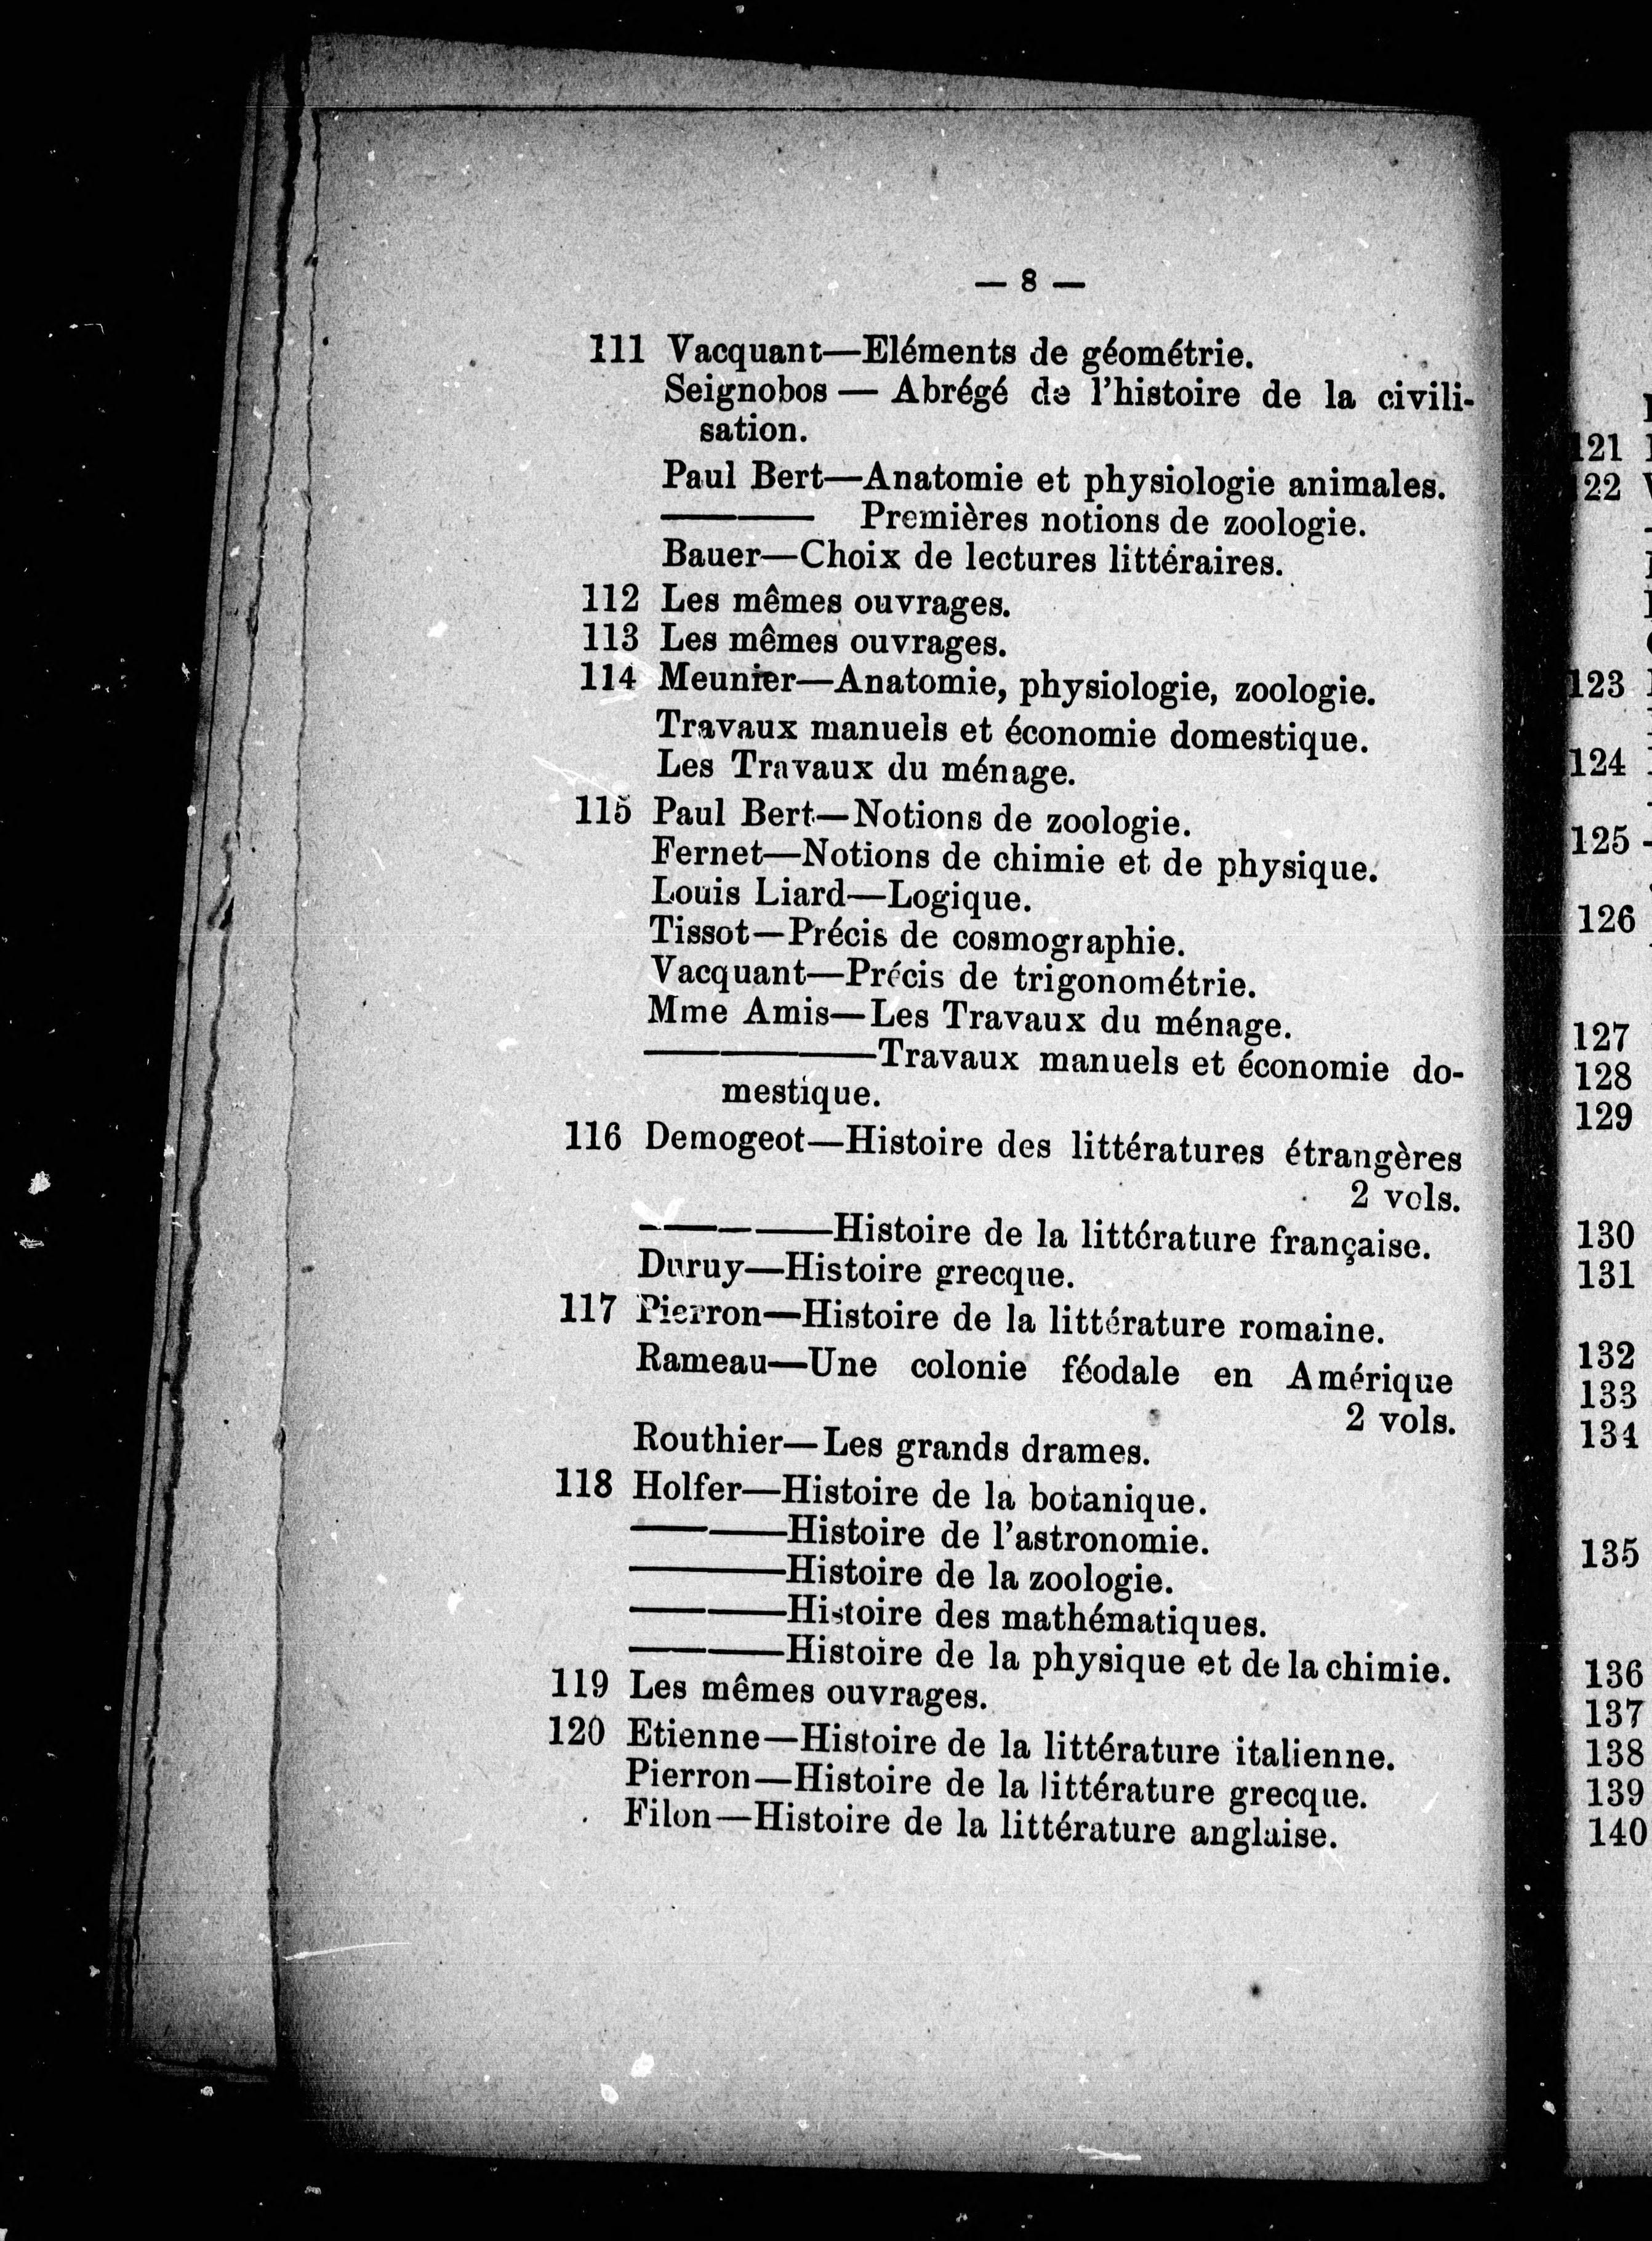 — 8 —
111 Vacquant—Eléments de géométrie.
Seignobos — Abrégé de l'histoire de la civili-
sation.
Paul Bert—Anatomie et physiologie animales.
——— Premières notions de zoologie.
Bauer—Choix de lectures littéraires.
112 Les mêmes ouvrages.
113 Les mêmes ouvrages.
114 Meunier—Anatomie, physiologie, zoologie.
Travaux manuels et économie domestique.
Les Travaux du ménage.
115 Paul Bert—Notions de zoologie.
Fernet—Notions de chimie et de physique.
Louis Liard—Logique.
Tissot—Précis de cosmographie.
Vacquant—Précis de trigonométrie.
Mme Amis—Les Travaux du ménage.
———Travaux manuels et économie do-
mestique.
116 Demogeot—Histoire des littératures étrangères
2 vols.
———Histoire de la littérature française.
Duruy—Histoire grecque.
117 Pierron—Histoire de la littérature romaine.
Rameau—Une colonie féodale en Amérique
2 vols.
Routhier—Les grands drames.
118 Holfer—Histoire de la botanique.
———Histoire de l'astronomie.
———Histoire de la zoologie.
———Histoire des mathématiques.
———Histoire de la physique et de la chimie.
119 Les mêmes ouvrages.
120 Etienne—Histoire de la littérature italienne.
Pierron—Histoire de la littérature grecque.
Filon—Histoire de la littérature anglaise.
121
122
123
124
125
126
127
128
129
130
131
132
133
134
135
136
137
138
139
140